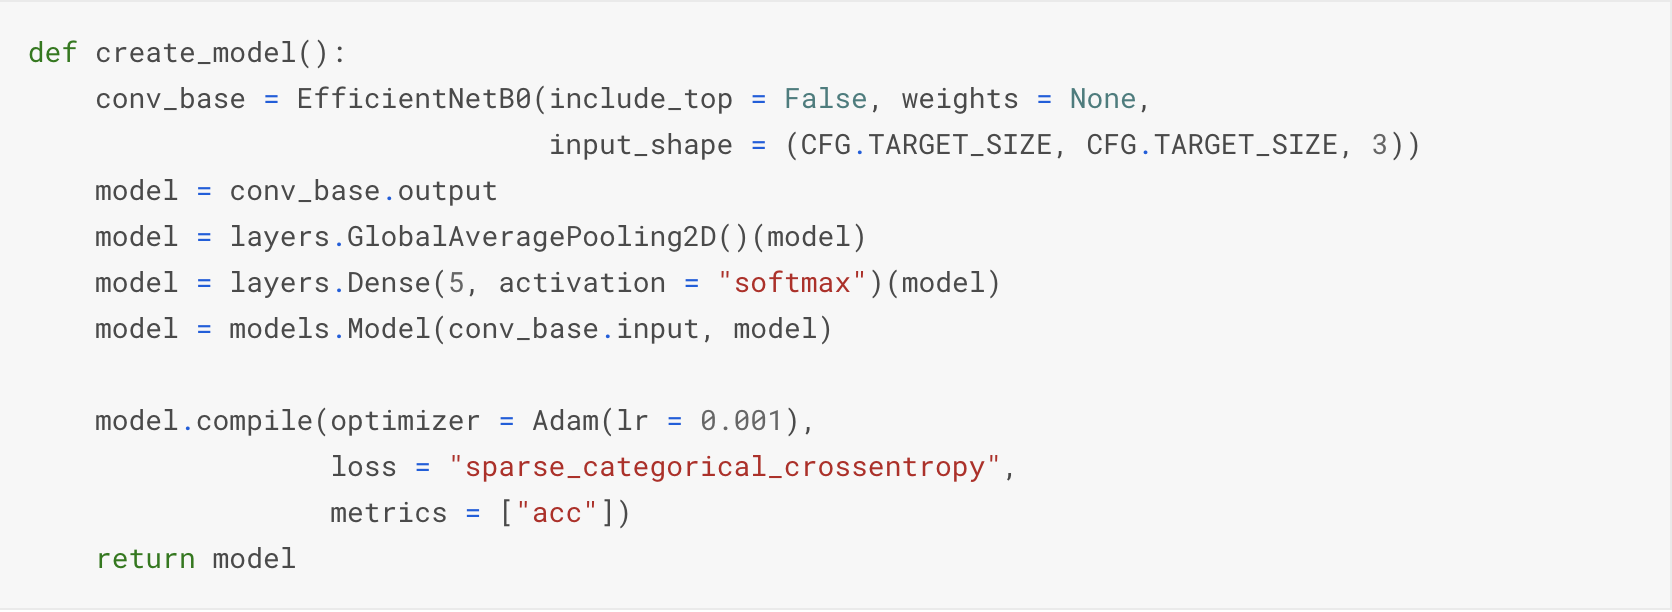 def create_model():
    conv_base = EfficientNetB0(include_top = False, weights = None,
                               input_shape = (CFG.TARGET_SIZE, CFG.TARGET_SIZE, 3))
    model = conv_base.output
    model = layers.GlobalAveragePooling2D()(model)
    model = layers.Dense(5, activation = "softmax")(model)
    model = models.Model(conv_base.input, model)

    model.compile(optimizer = Adam(lr = 0.001),
                  loss = "sparse_categorical_crossentropy",
                  metrics = ["acc"])
    return model